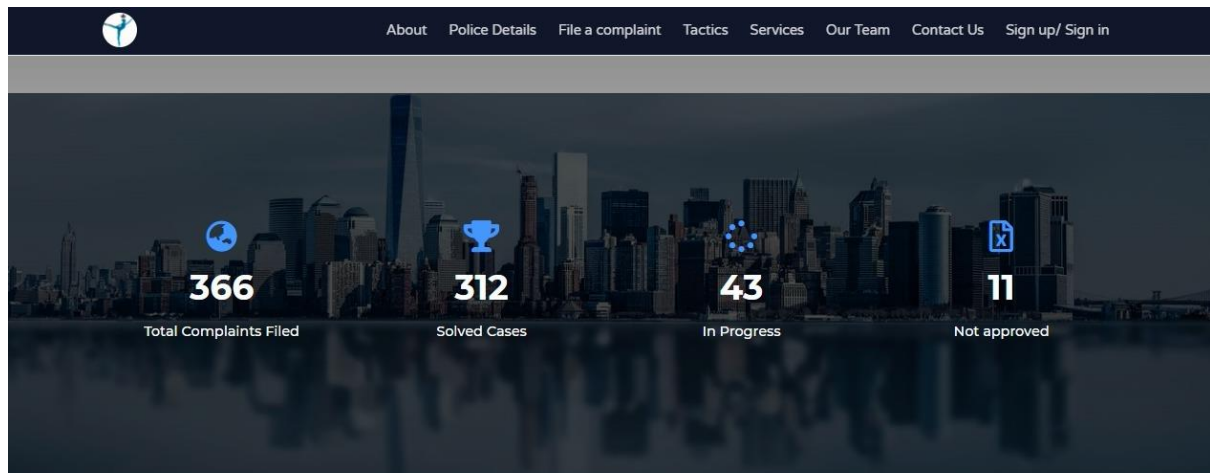 About Police Details File a complaint Tactics Services Our Team Contact Us Sign up/ Sign in
366 312 43 11
Total Complaints Filed Solved Cases In Progress Not approved